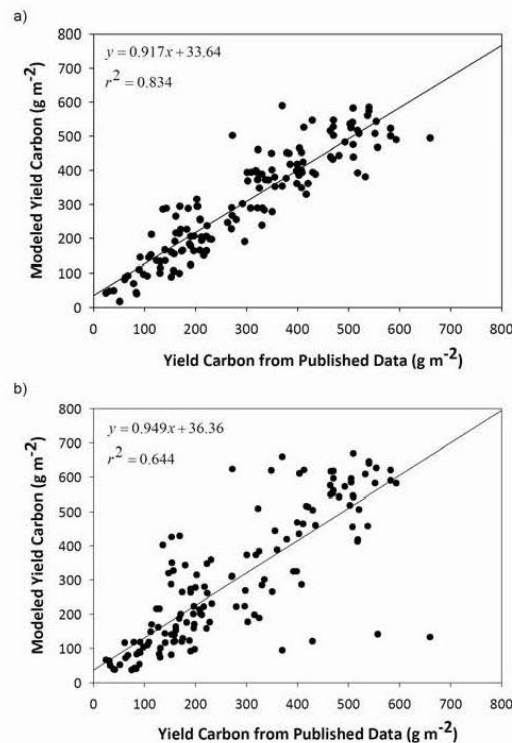 a)
y = 0.917x + 33.64
r² = 0.834
800
700
600
500
400
300
200
100
0
Modeled Yield Carbon (g m⁻²)
0 100 200 300 400 500 600 700 800
Yield Carbon from Published Data (g m⁻²)
b)
y = 0.949x + 36.36
r² = 0.644
800
700
600
500
400
300
200
100
0
Modeled Yield Carbon (g m⁻²)
0 100 200 300 400 500 600 700 800
Yield Carbon from Published Data (g m⁻²)